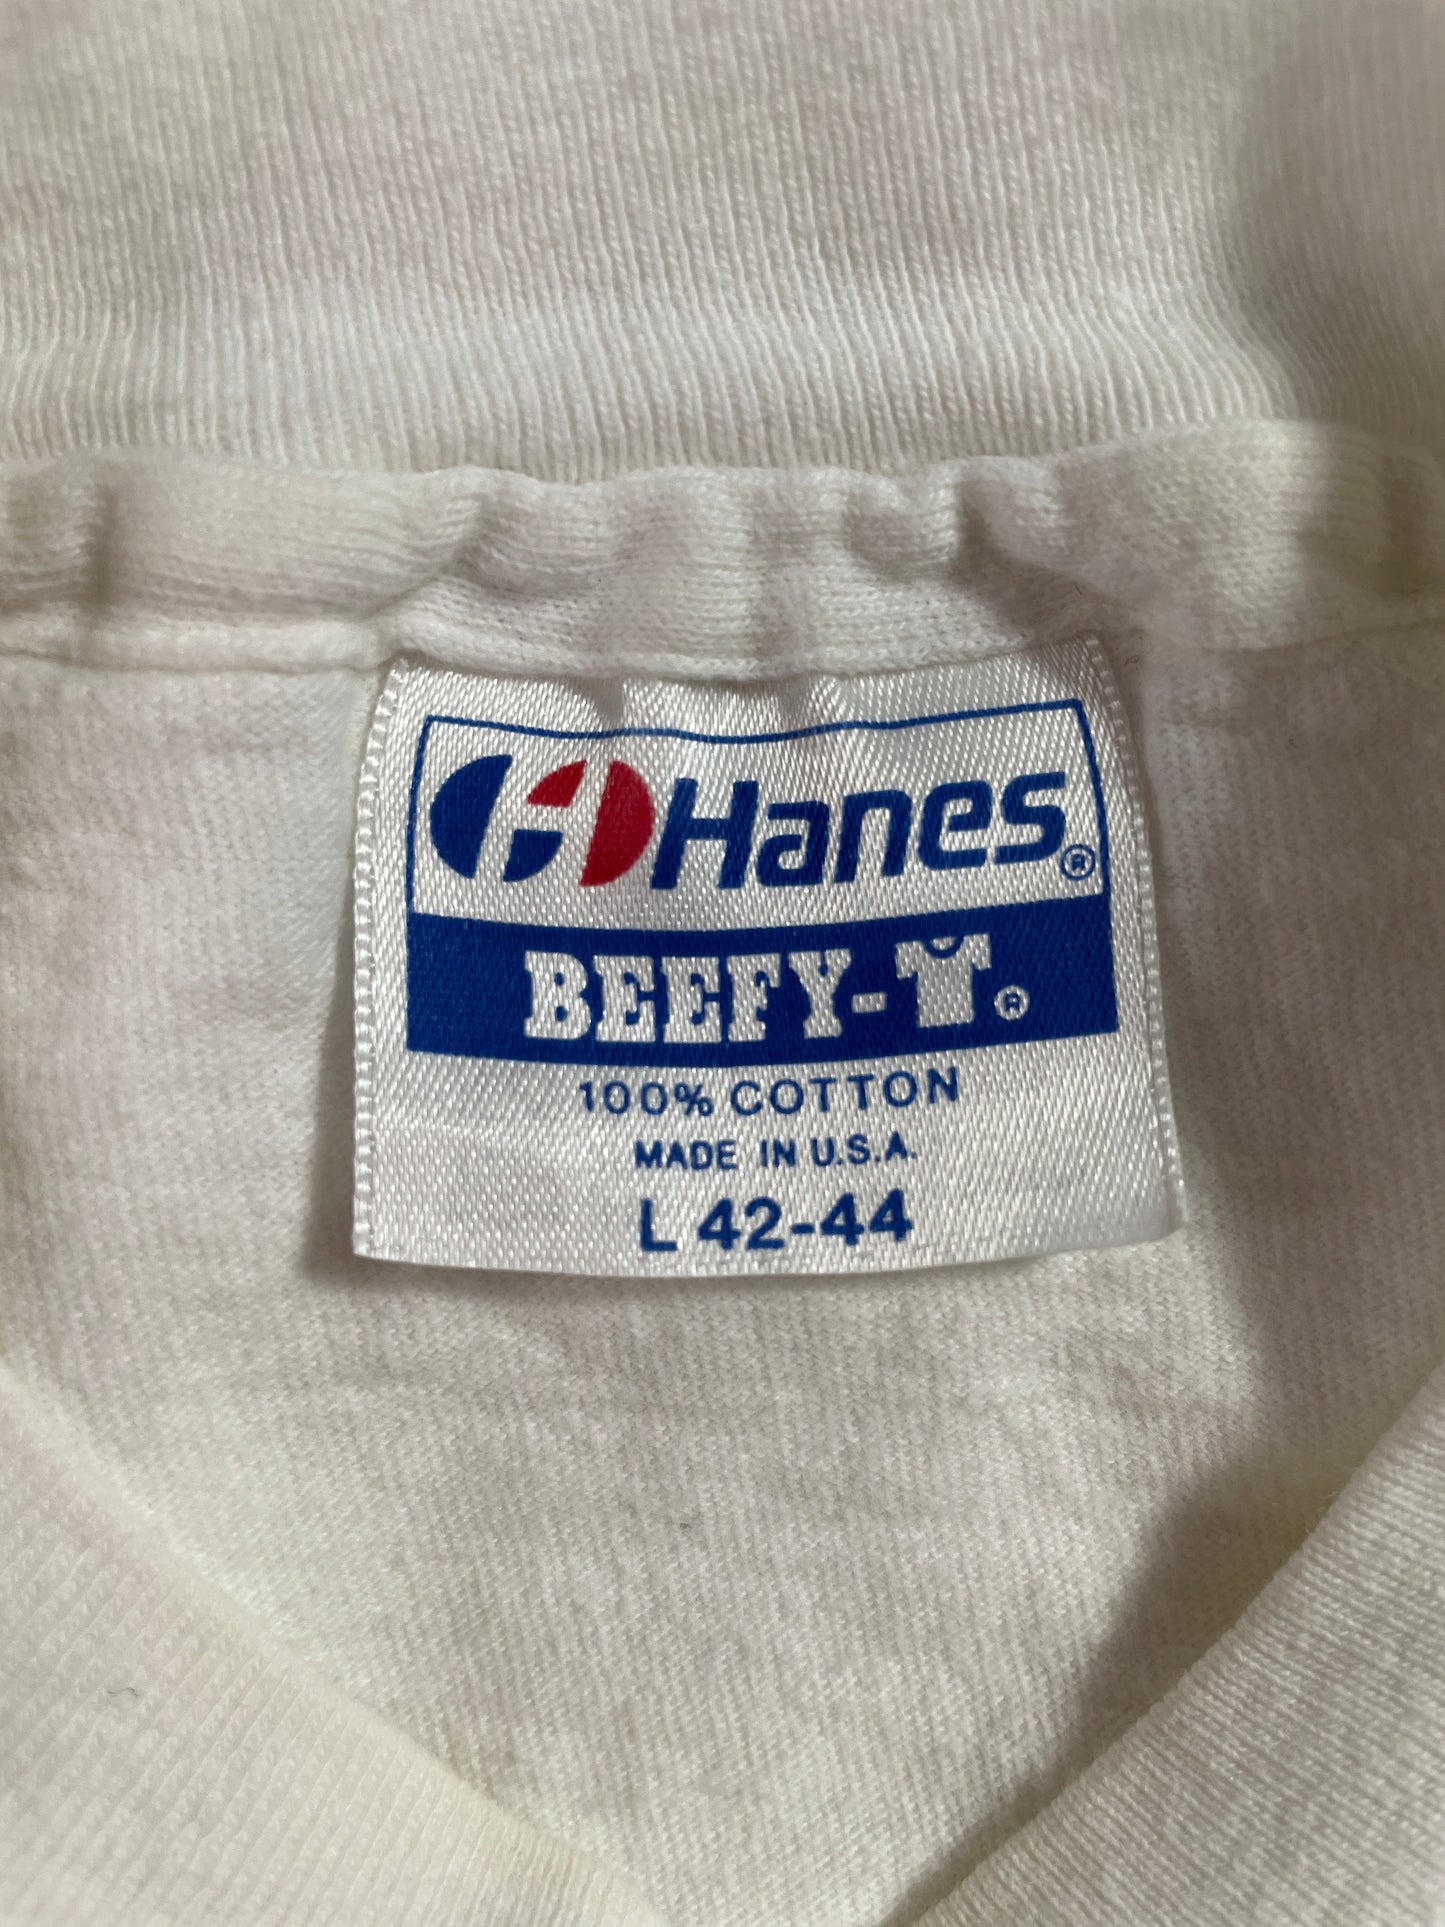 Hanes®
BEEFY-T®
100% COTTON
MADE IN U.S.A.
L 42-44